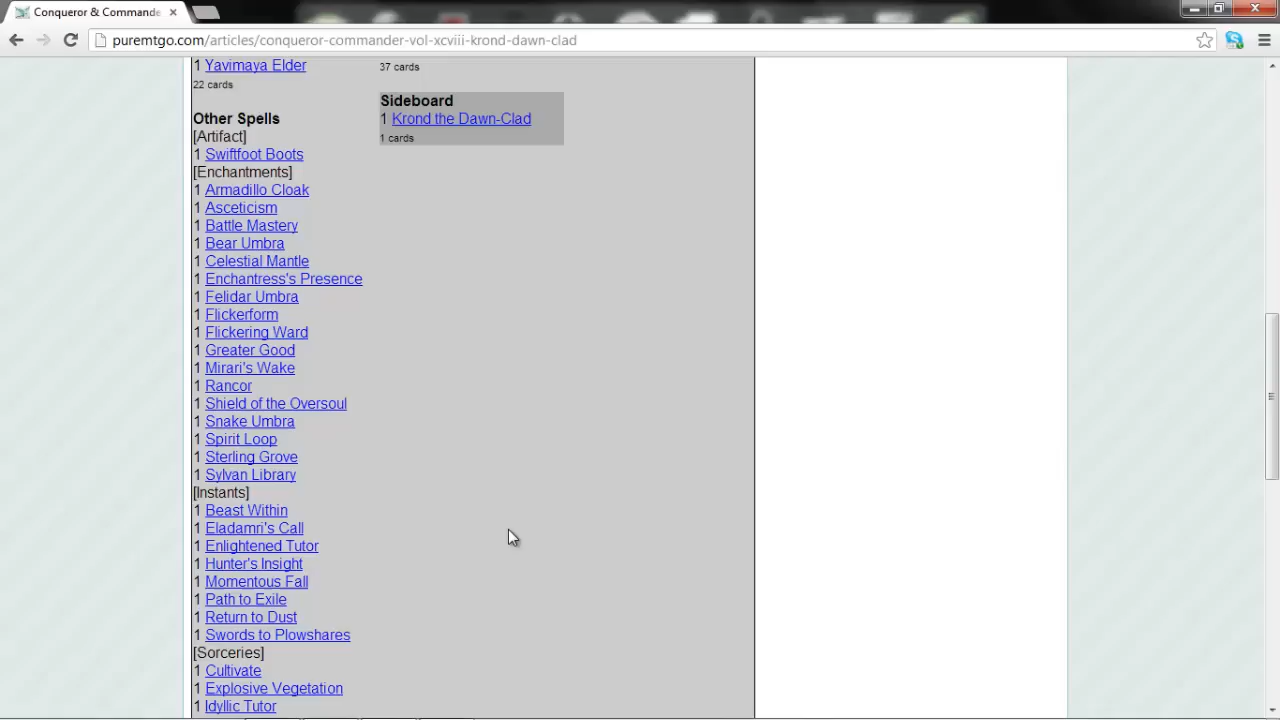 Conqueror & Commande
puremtgo.com/articles/conqueror-commander-vol-xcviii-krond-dawn-clad
1 Yavimaya Elder
22 cards
Other Spells
[Artifact]
1 Swiftfoot Boots
[Enchantments]
1 Armadillo Cloak
1 Asceticism
1 Battle Mastery
1 Bear Umbra
1 Celestial Mantle
1 Enchantress's Presence
1 Felidar Umbra
1 Flickerform
1 Flickering Ward
1 Greater Good
1 Mirari's Wake
1 Rancor
1 Shield of the Oversoul
1 Snake Umbra
1 Spirit Loop
1 Sterling Grove
1 Sylvan Library
[Instants]
1 Beast Within
1 Eladamri's Call
1 Enlightened Tutor
1 Hunter's Insight
1 Momentous Fall
1 Path to Exile
1 Return to Dust
1 Swords to Plowshares
[Sorceries]
1 Cultivate
1 Explosive Vegetation
1 Idyllic Tutor
37 cards
Sideboard
1 Krond the Dawn-Clad
1 cards